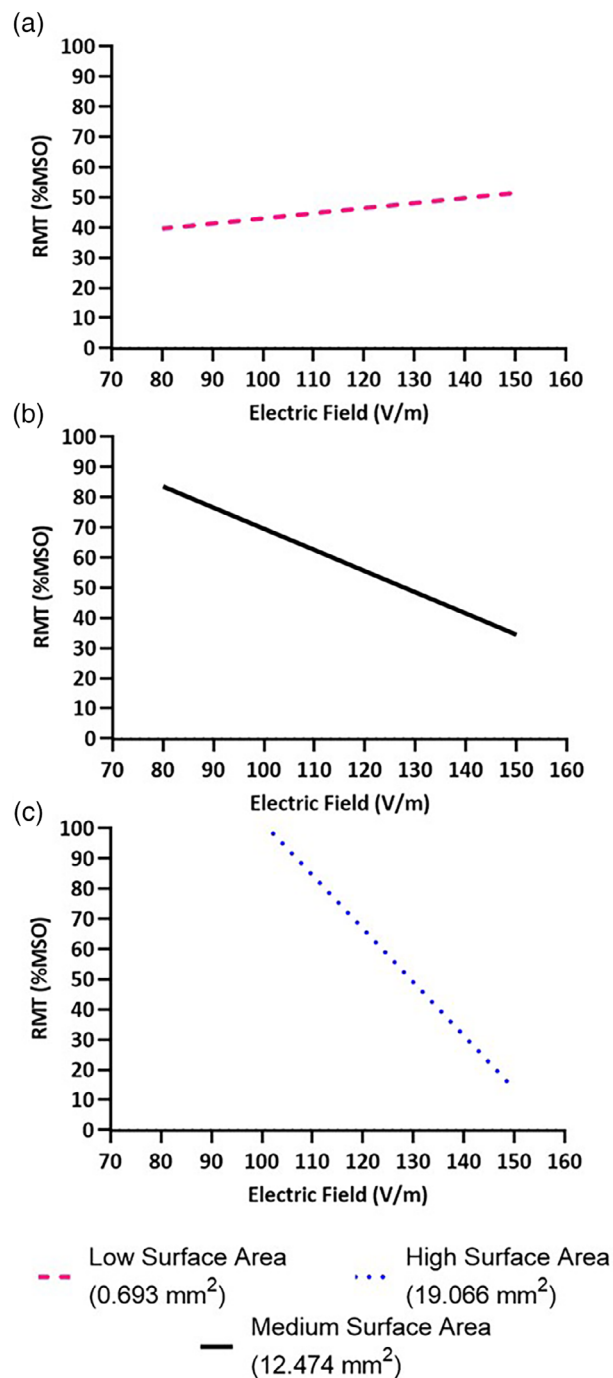 (a)
100
90
80
70
60
50
40
30
20
10
0
RMT (%MSO)
70 80 90 100 110 120 130 140 150 160
Electric Field (V/m)
(b)
100
90
80
70
60
50
40
30
20
10
0
RMT (%MSO)
70 80 90 100 110 120 130 140 150 160
Electric Field (V/m)
(c)
100
90
80
70
60
50
40
30
20
10
0
RMT (%MSO)
70 80 90 100 110 120 130 140 150 160
Electric Field (V/m)
Low Surface Area
(0.693 mm²)
High Surface Area
(19.066 mm²)
Medium Surface Area
(12.474 mm²)